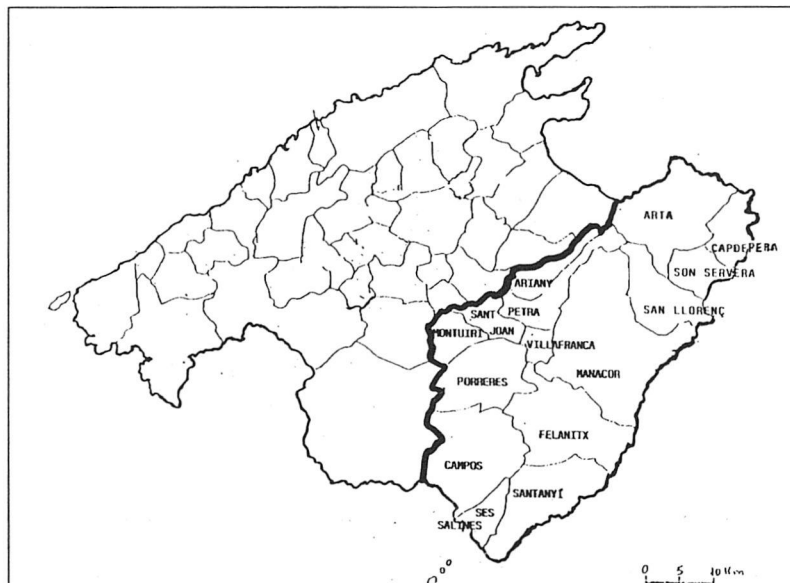 ARTA
CAPDEPERA
SON SERVERA
ARIANY
SAN LLORENÇ
SANT
JOAN
PETRA
MONTUIRI
VILLAFRANCA
MANACOR
PORRERES
FELANITX
CAMPOS
SANTANYÍ
SES
SALINES
0 5 10 Km